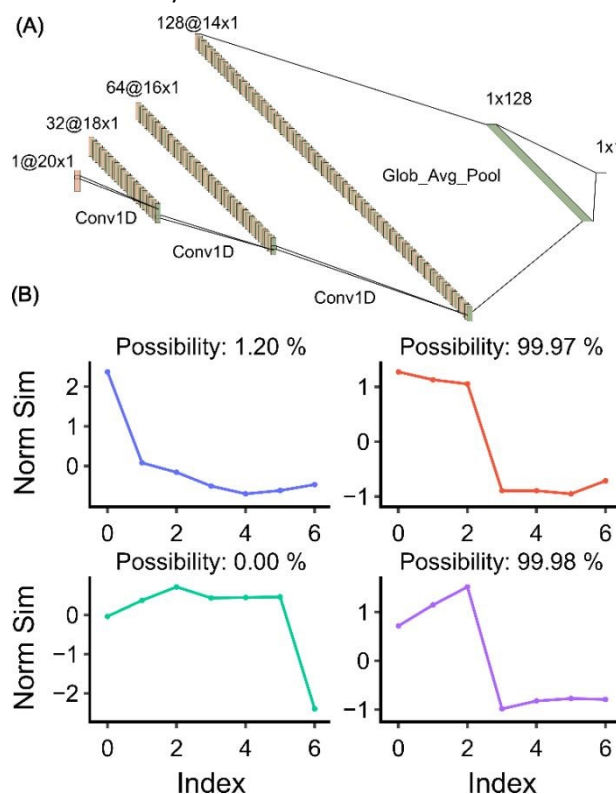 (A)
128@14x1
64@16x1
32@18x1
1@20x1
1x128
Glob_Avg_Pool
Conv1D
Conv1D
Conv1D
(B)
Possibility: 1.20 %
Norm Sim
2
1
0
0 2 4 6
Possibility: 99.97 %
1
0
−1
0 2 4 6
Possibility: 0.00 %
Norm Sim
0
−1
−2
0 2 4 6
Index
Possibility: 99.98 %
1
0
−1
0 2 4 6
Index